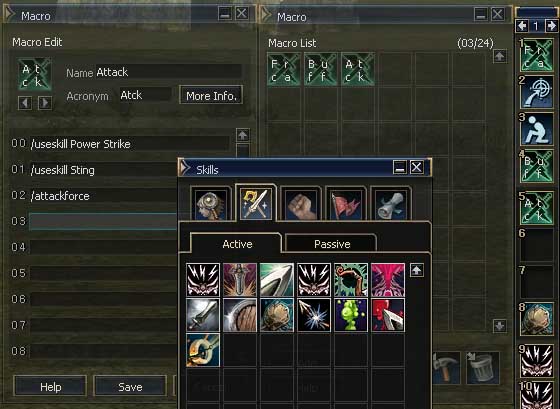 Macro
Macro Edit
At
ck
Name Attack
Acronym Atck
More Info.
00 /useskill Power Strike
01 /useskill Sting
02 /attackforce
03
04
05
06
07
08
Help
Save
Macro
Macro List (03/24)
Fr
ca
Bu
ff
At
ck
Skills
Active
Passive
Help
1
1
Fr
ca
2
3
4
Bu
ff
5
At
ck
6
7
8
9
10